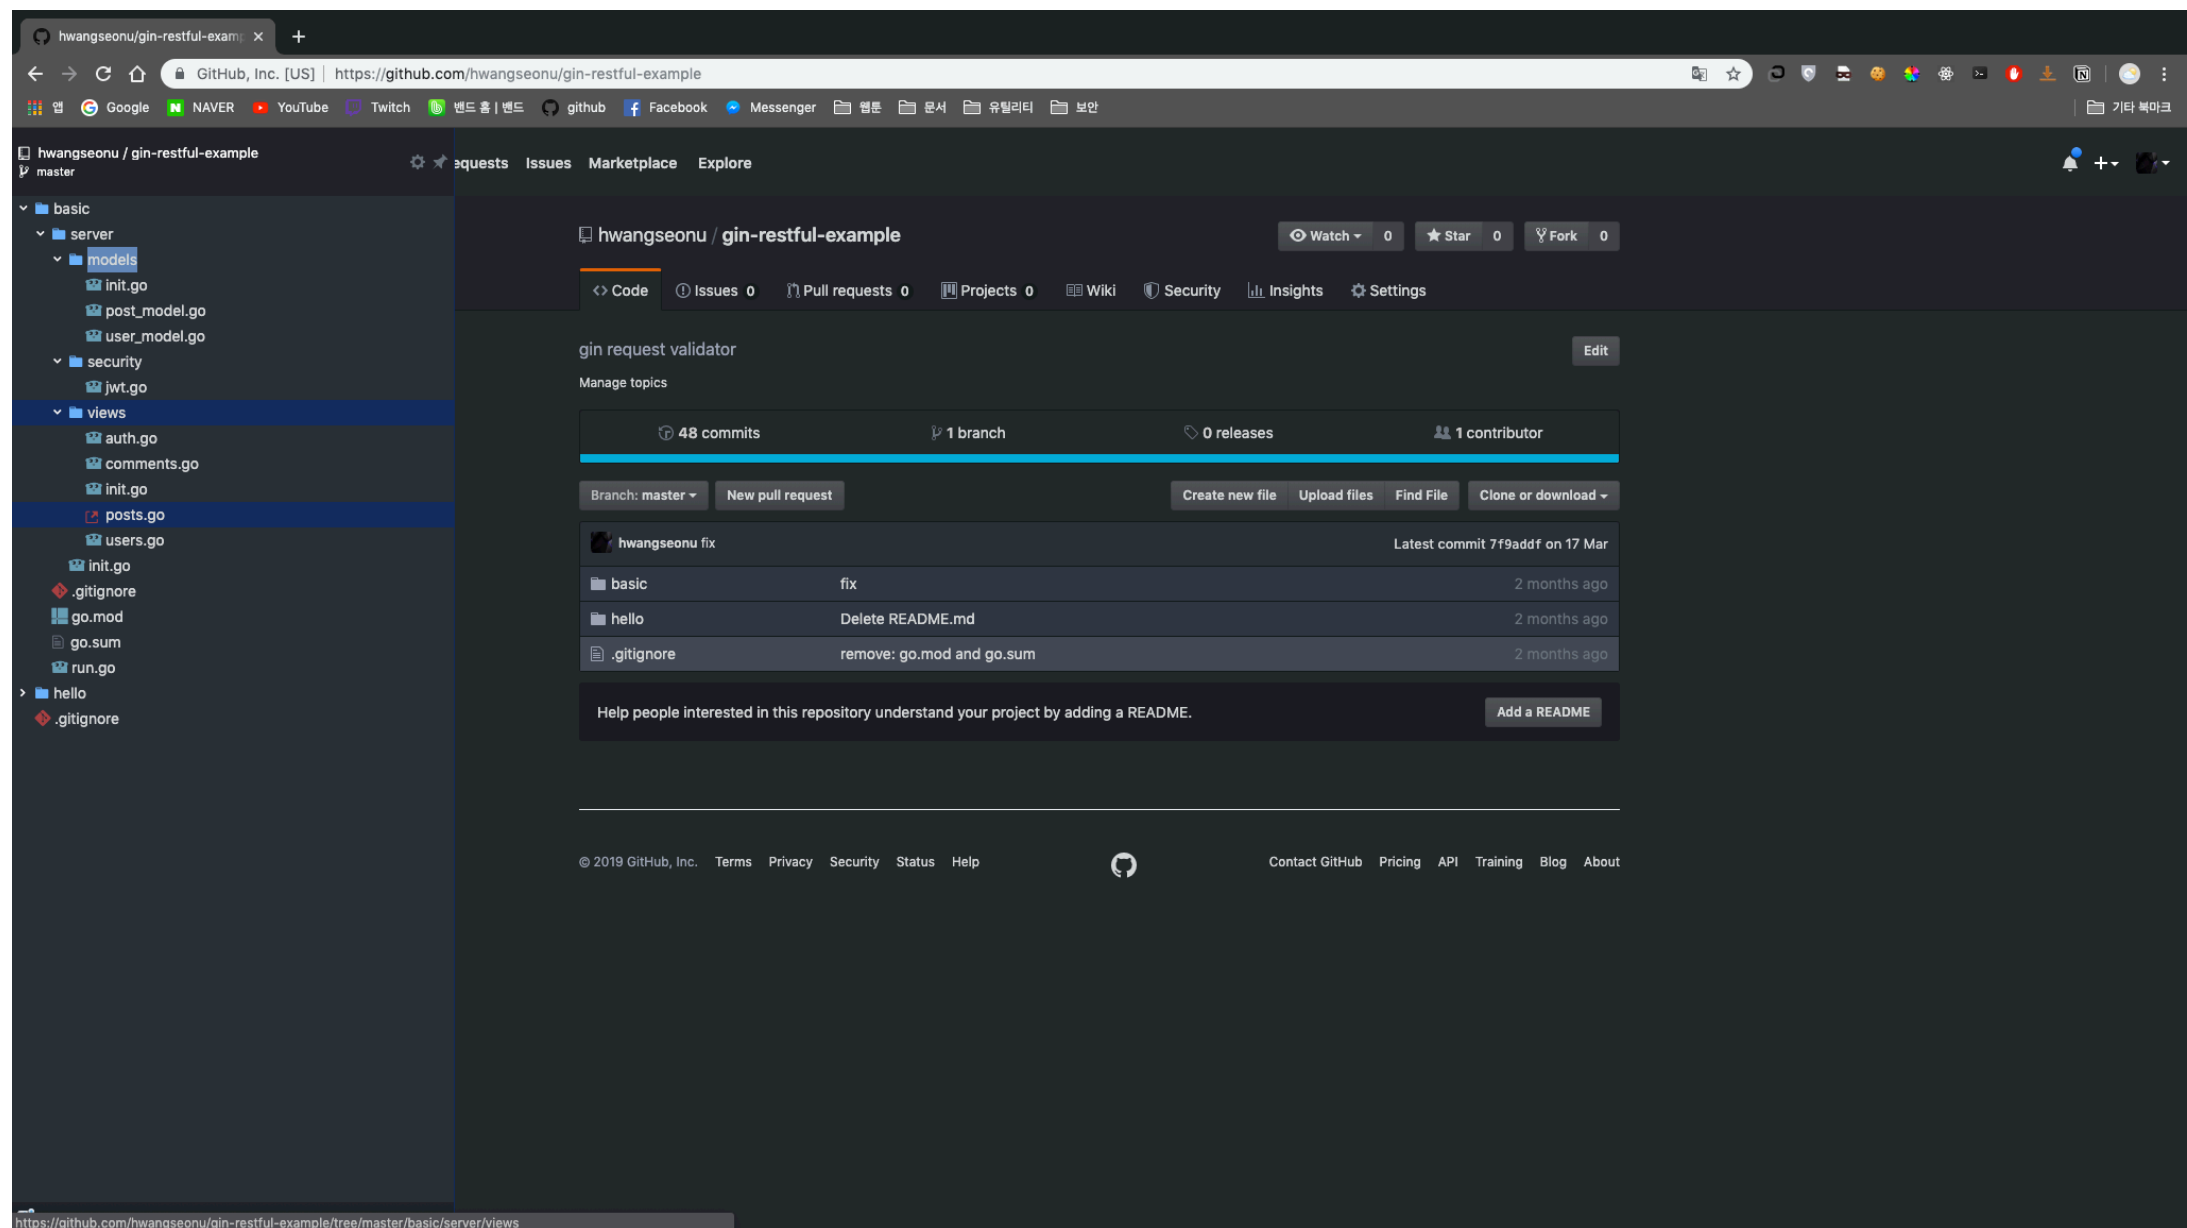 hwangseonu/gin-restful-examp
GitHub, Inc. [US] https://github.com/hwangseonu/gin-restful-example
앱 Google NAVER YouTube Twitch 밴드 홈 | 밴드 github Facebook Messenger 웹툰 문서 유틸리티 보안 기타 북마크
hwangseonu / gin-restful-example
master
equests Issues Marketplace Explore
basic
server
models
init.go
post_model.go
user_model.go
security
jwt.go
views
auth.go
comments.go
init.go
posts.go
users.go
init.go
.gitignore
go.mod
go.sum
run.go
hello
.gitignore
hwangseonu / gin-restful-example
Watch 0 Star 0 Fork 0
Code Issues 0 Pull requests 0 Projects 0 Wiki Security Insights Settings
gin request validator Edit
Manage topics
48 commits 1 branch 0 releases 1 contributor
Branch: master New pull request Create new file Upload files Find File Clone or download
hwangseonu fix Latest commit 7f9addf on 17 Mar
basic fix 2 months ago
hello Delete README.md 2 months ago
.gitignore remove: go.mod and go.sum 2 months ago
Help people interested in this repository understand your project by adding a README. Add a README
© 2019 GitHub, Inc. Terms Privacy Security Status Help Contact GitHub Pricing API Training Blog About
https://github.com/hwangseonu/gin-restful-example/tree/master/basic/server/views